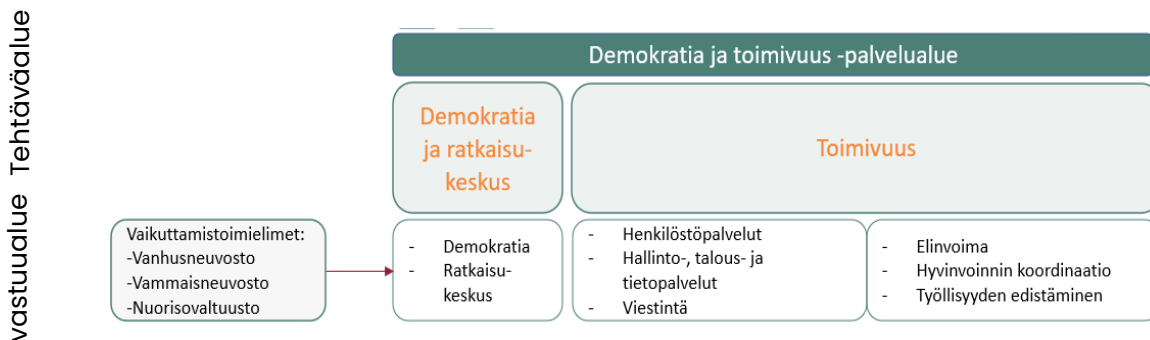 Tehtäväalue
vastuualue
Demokratia ja toimivuus -palvelualue
Demokratia
ja ratkaisu-
keskus
Toimivuus
Vaikuttamistoimielimet:
-Vanhusneuvosto
-Vammaisneuvosto
-Nuorisovaltuusto
- Demokratia
- Ratkaisu-
keskus
- Henkilöstöpalvelut
- Hallinto-, talous- ja
tietopalvelut
- Viestintä
- Elinvoima
- Hyvinvoinnin koordinaatio
- Työllisyyden edistäminen